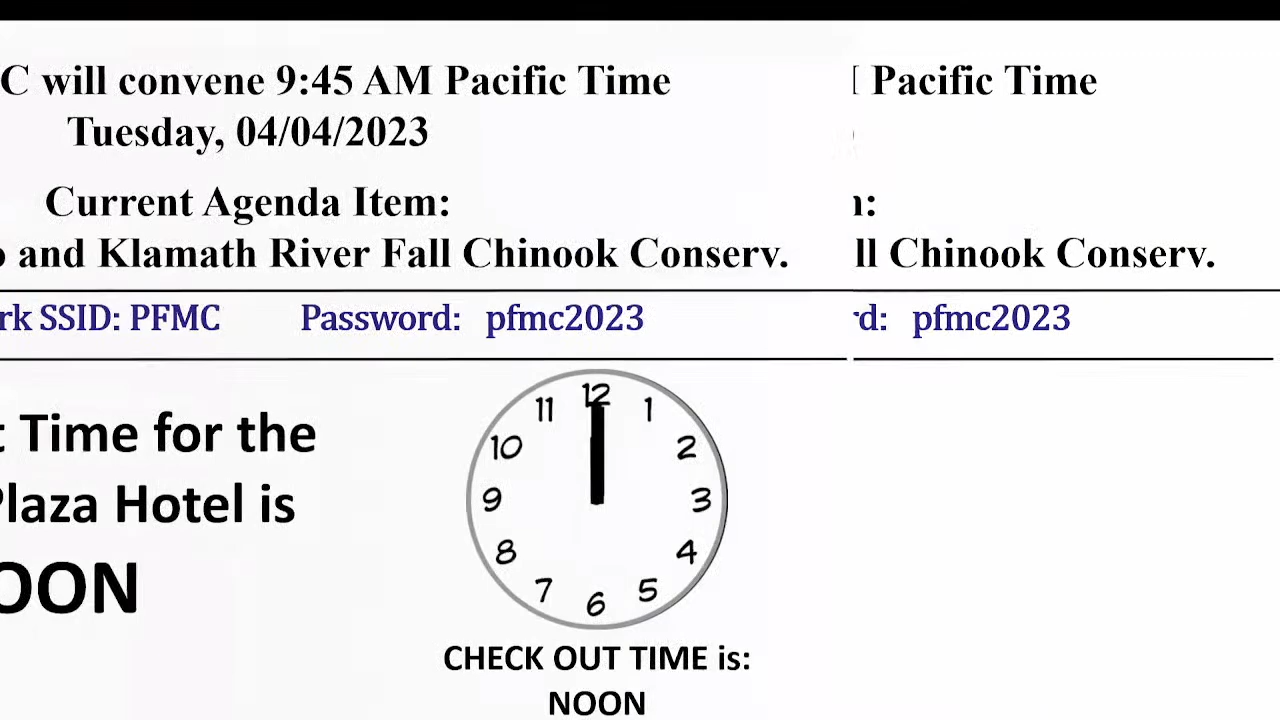 C will convene 9:45 AM Pacific Time Pacific Time
Tuesday, 04/04/2023
Current Agenda Item: n:
o and Klamath River Fall Chinook Conserv. ll Chinook Conserv.
rk SSID: PFMC Password: pfmc2023 rd: pfmc2023
t Time for the
Plaza Hotel is
OON
12
11 1
10 2
9 3
8 4
7 5
6
CHECK OUT TIME is:
NOON